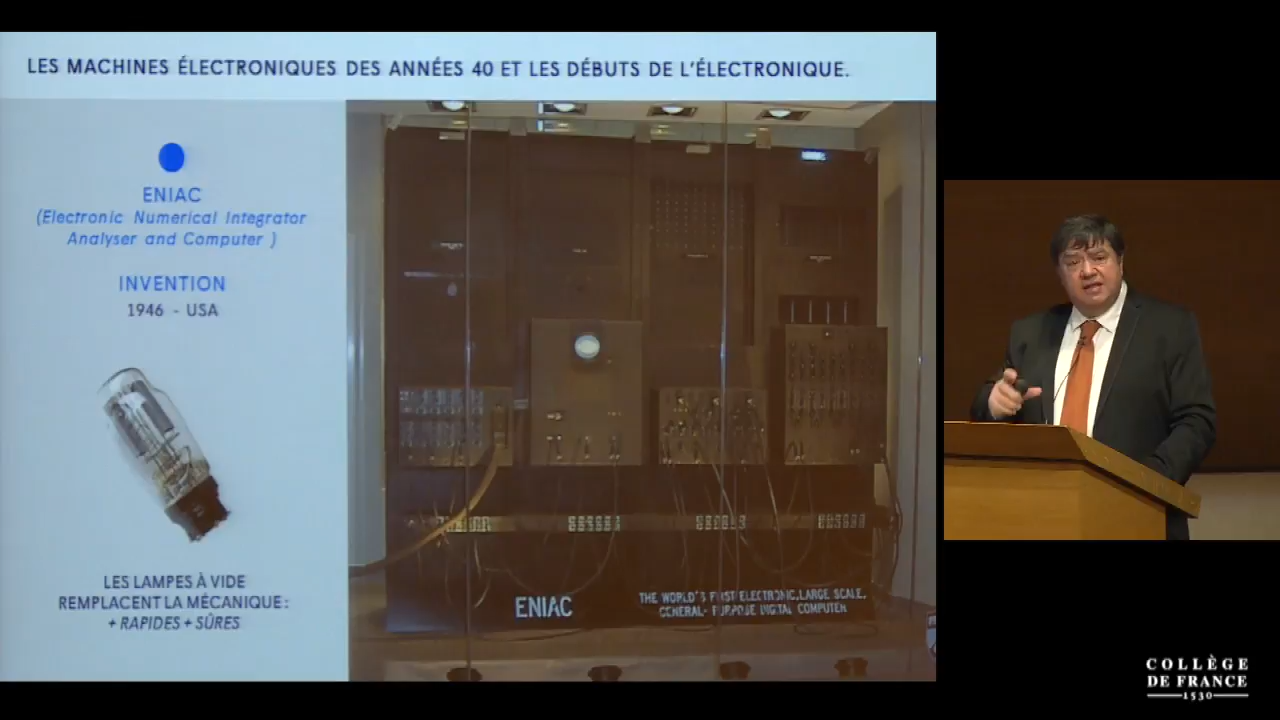 LES MACHINES ÉLECTRONIQUES DES ANNÉES 40 ET LES DÉBUTS DE L'ÉLECTRONIQUE.
ENIAC
(Electronic Numerical Integrator
Analyser and Computer )
INVENTION
1946 - USA
LES LAMPES À VIDE
REMPLACENT LA MÉCANIQUE :
+ RAPIDES + SÛRES
ENIAC
THE WORLD'S FIRST ELECTRONIC, LARGE SCALE,
GENERAL-PURPOSE DIGITAL COMPUTER
COLLÈGE
DE FRANCE
1530